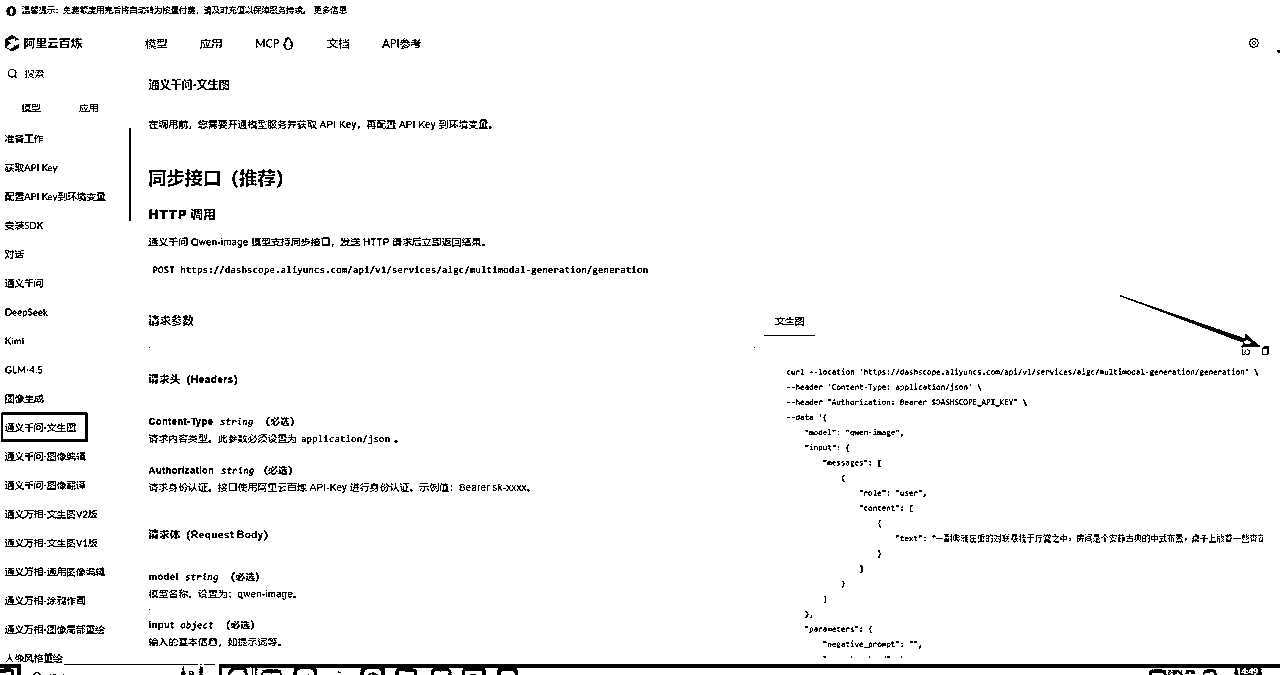 温馨提示：免费额度用完后将自动转为按量付费，请及时充值以保障服务持续。 更多信息
阿里云百炼
模型 应用 MCP 文档 API参考
搜索
模型 应用
准备工作
获取API Key
配置API Key到环境变量
安装SDK
对话
通义千问
DeepSeek
Kimi
GLM-4.5
图像生成
通义千问-文生图
通义千问-图像编辑
通义千问-图像翻译
通义万相-文生图V2版
通义万相-文生图V1版
通义万相-通用图像编辑
通义万相-涂鸦作画
通义万相-图像局部重绘
人像风格重绘
通义千问-文生图
在调用前，您需要开通模型服务并获取 API Key，再配置 API Key 到环境变量。
同步接口（推荐）
HTTP 调用
通义千问 Qwen-image 模型支持同步接口，发送 HTTP 请求后立即返回结果。
POST https://dashscope.aliyuncs.com/api/v1/services/aigc/multimodal-generation/generation
请求参数
请求头（Headers）
Content-Type string （必选）
请求内容类型。此参数必须设置为 application/json 。
Authorization string （必选）
请求身份认证。接口使用阿里云百炼 API-Key 进行身份认证。示例值：Bearer sk-xxxx。
请求体（Request Body）
model string （必选）
模型名称。设置为：qwen-image。
input object （必选）
输入的基本信息，如提示词等。
文生图
curl --location 'https://dashscope.aliyuncs.com/api/v1/services/aigc/multimodal-generation/generation' \
--header 'Content-Type: application/json' \
--header "Authorization: Bearer $DASHSCOPE_API_KEY" \
--data '{
"model": "qwen-image",
"input": {
"messages": [
{
"role": "user",
"content": [
{
"text": "一副典雅庄重的对联悬挂于厅堂之中，房间是个安静古典的中式布置，桌子上放着一些青花
}
]
}
]
},
"parameters": {
"negative_prompt": "",
14:49